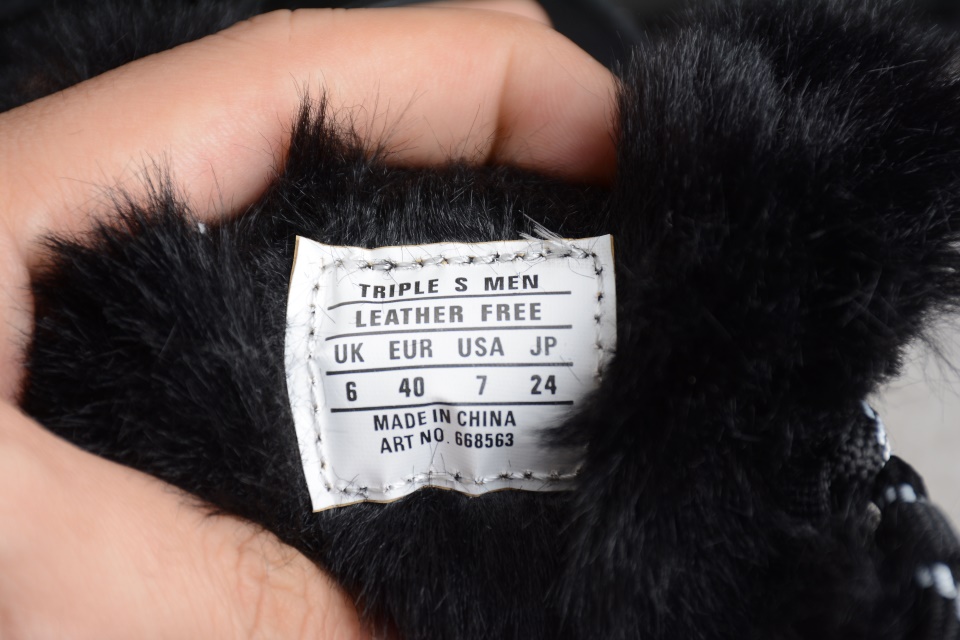 TRIPLE S MEN
LEATHER FREE
UK EUR USA JP
6 40 7 24
MADE IN CHINA
ART NO. 668563